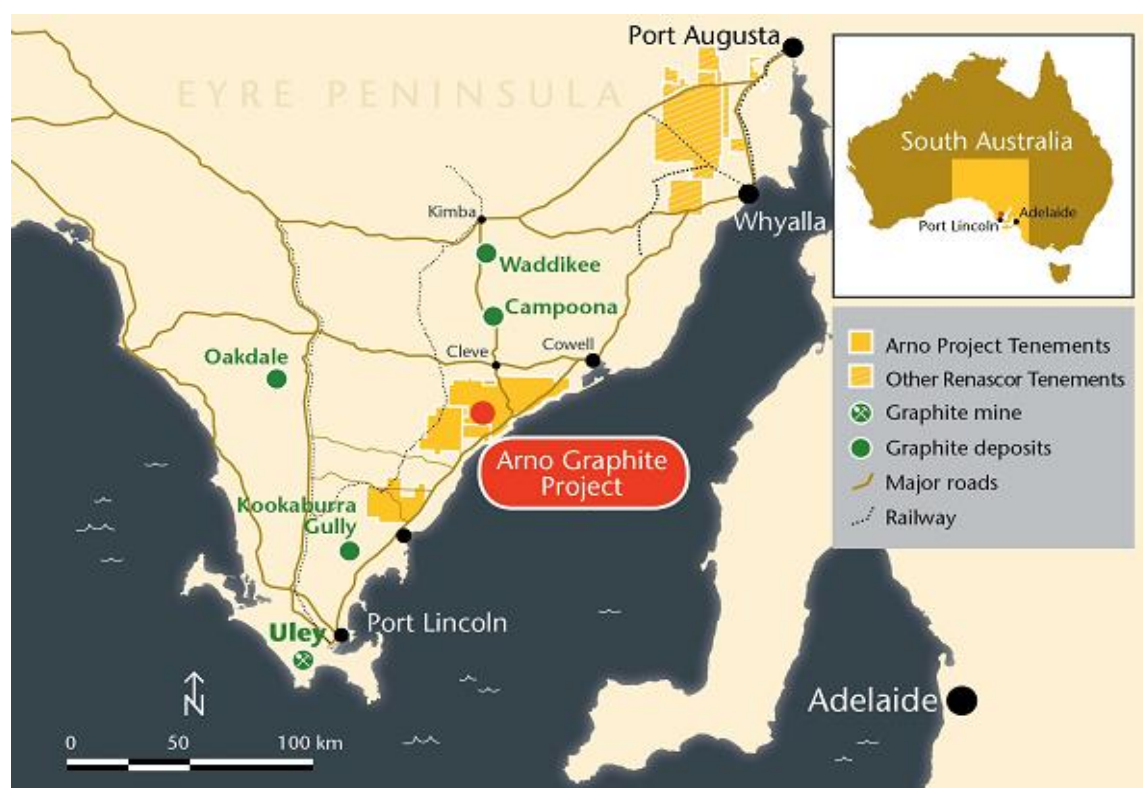 Port Augusta
EYRE PENINSULA
Kimba
Whyalla
Waddikee
Campoona
Oakdale
Cleve
Cowell
Arno Graphite
Project
Kookaburra
Gully
Uley
Port Lincoln
N
Adelaide
0 50 100 km
South Australia
Adelaide
Port Lincoln
Arno Project Tenements
Other Renascor Tenements
Graphite mine
Graphite deposits
Major roads
Railway